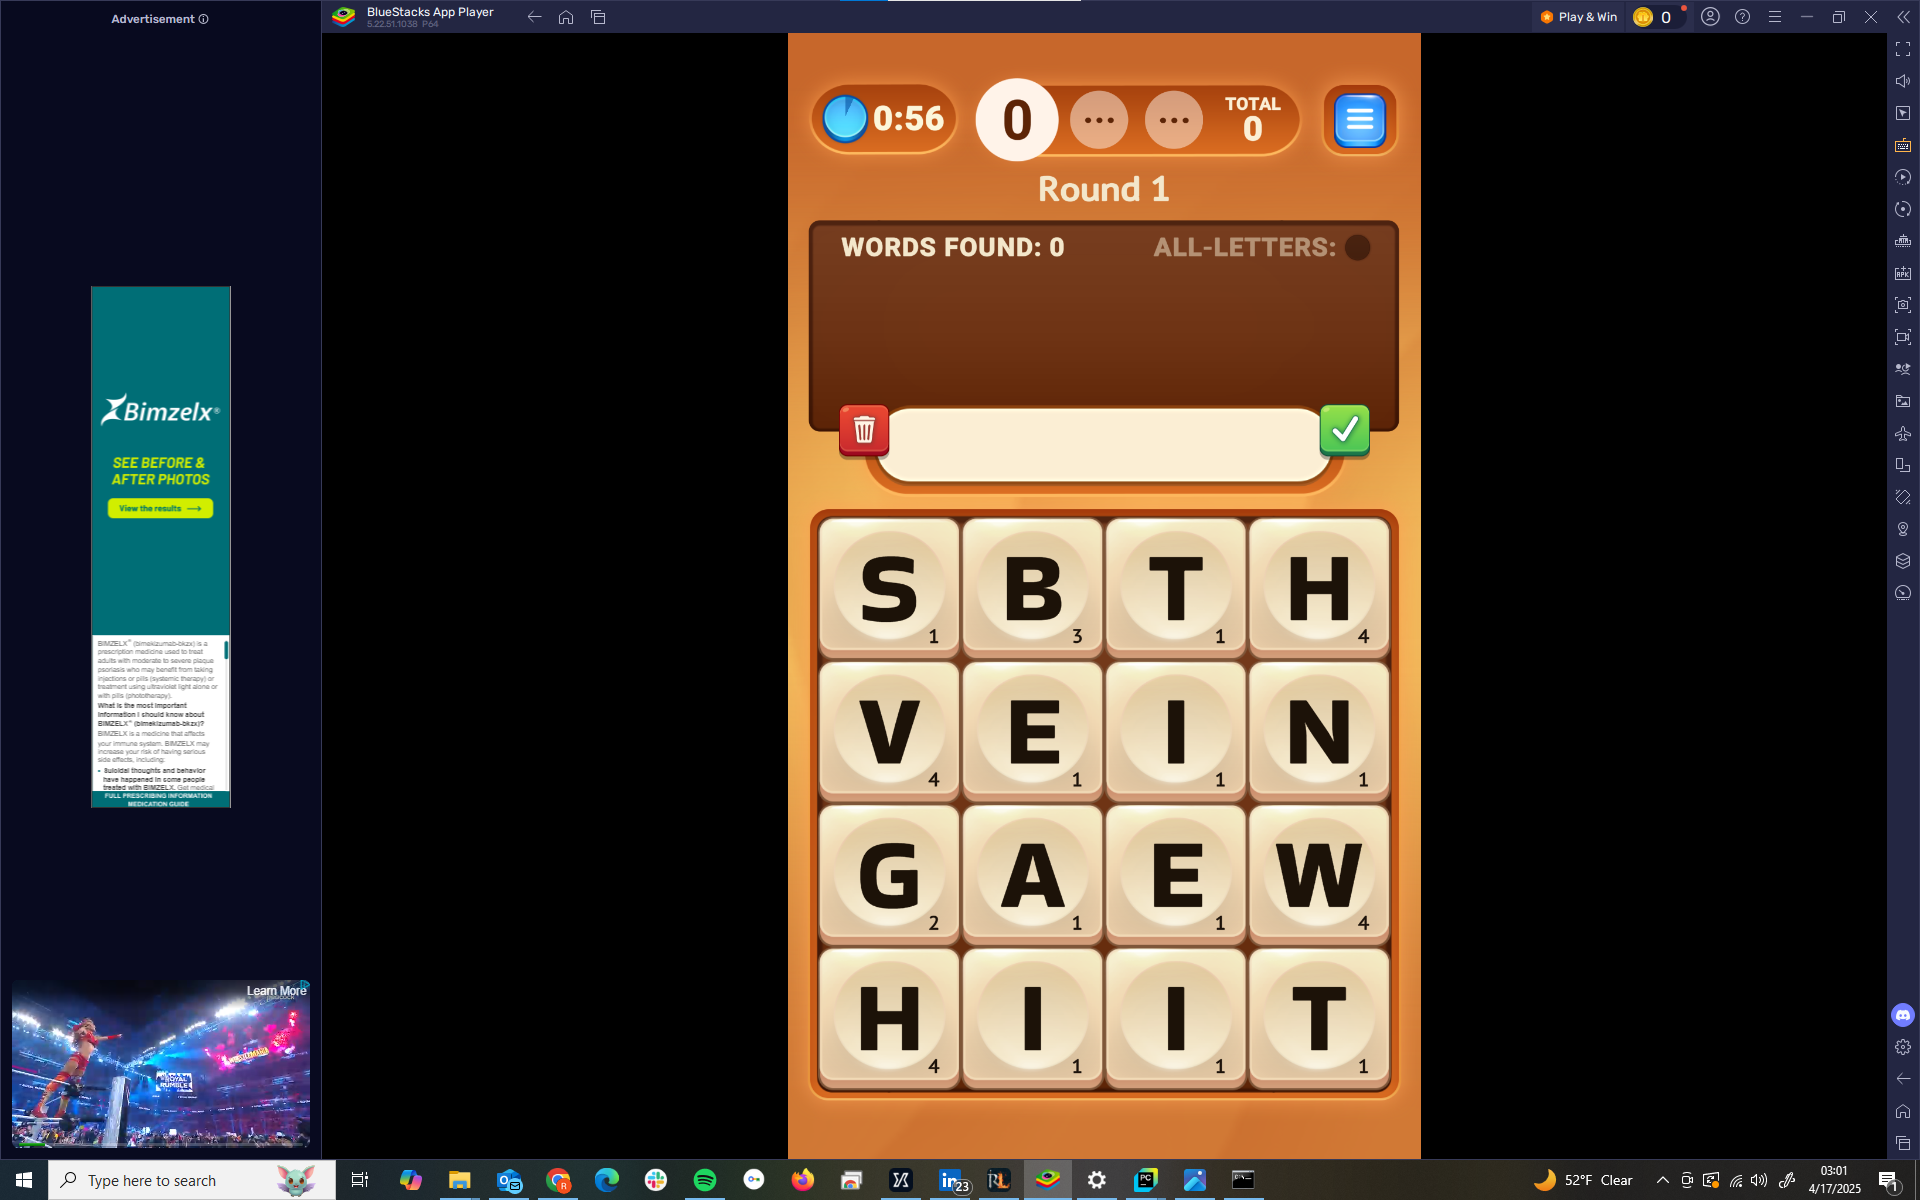 Advertisement
BlueStacks App Player
5.22.51.1038 P64
Play & Win
0
0:56
0
...
...
TOTAL
0
Round 1
WORDS FOUND: 0
ALL-LETTERS:
S 1
B 3
T 1
H 4
V 4
E 1
I 1
N 1
G 2
A 1
E 1
W 4
H 4
I 1
I 1
T 1
Bimzelx®
SEE BEFORE &
AFTER PHOTOS
View the results
BIMZELX® (bimekizumab-bkzx) is a
prescription medicine used to treat
adults with moderate to severe plaque
psoriasis who may benefit from taking
injections or pills (systemic therapy) or
treatment using ultraviolet light alone or
with pills (phototherapy).
What is the most important
information I should know about
BIMZELX® (bimekizumab-bkzx)?
BIMZELX is a medicine that affects
your immune system. BIMZELX may
increase your risk of having serious
side effects, including:
• Suicidal thoughts and behavior
have happened in some people
treated with BIMZELX. Get medical
FULL PRESCRIBING INFORMATION
MEDICATION GUIDE
Learn More
ROYAL
RUMBLE
APK
Type here to search
23
PC
52°F Clear
03:01
4/17/2025
1